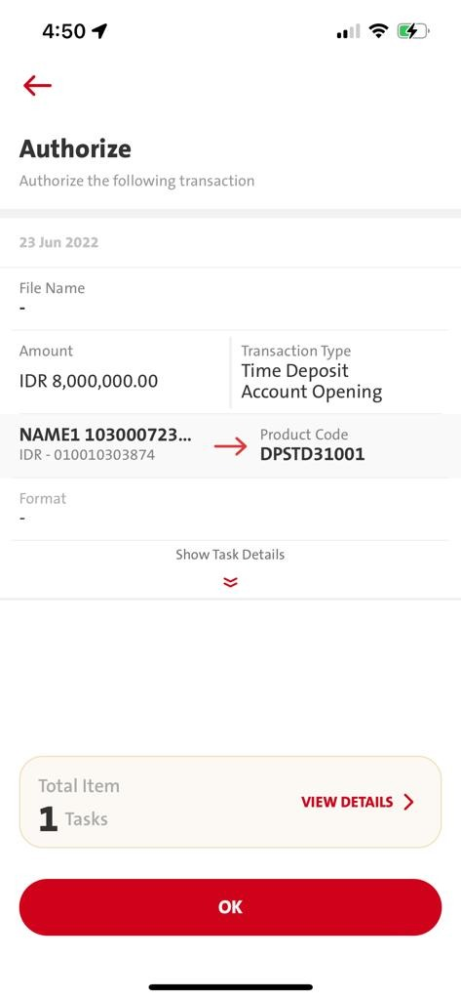 4:50
Authorize
Authorize the following transaction
23 Jun 2022
File Name
-
Amount
IDR 8,000,000.00
Transaction Type
Time Deposit
Account Opening
NAME1 103000723...
IDR - 010010303874
Product Code
DPSTD31001
Format
-
Show Task Details
Total Item
1 Tasks
VIEW DETAILS
OK